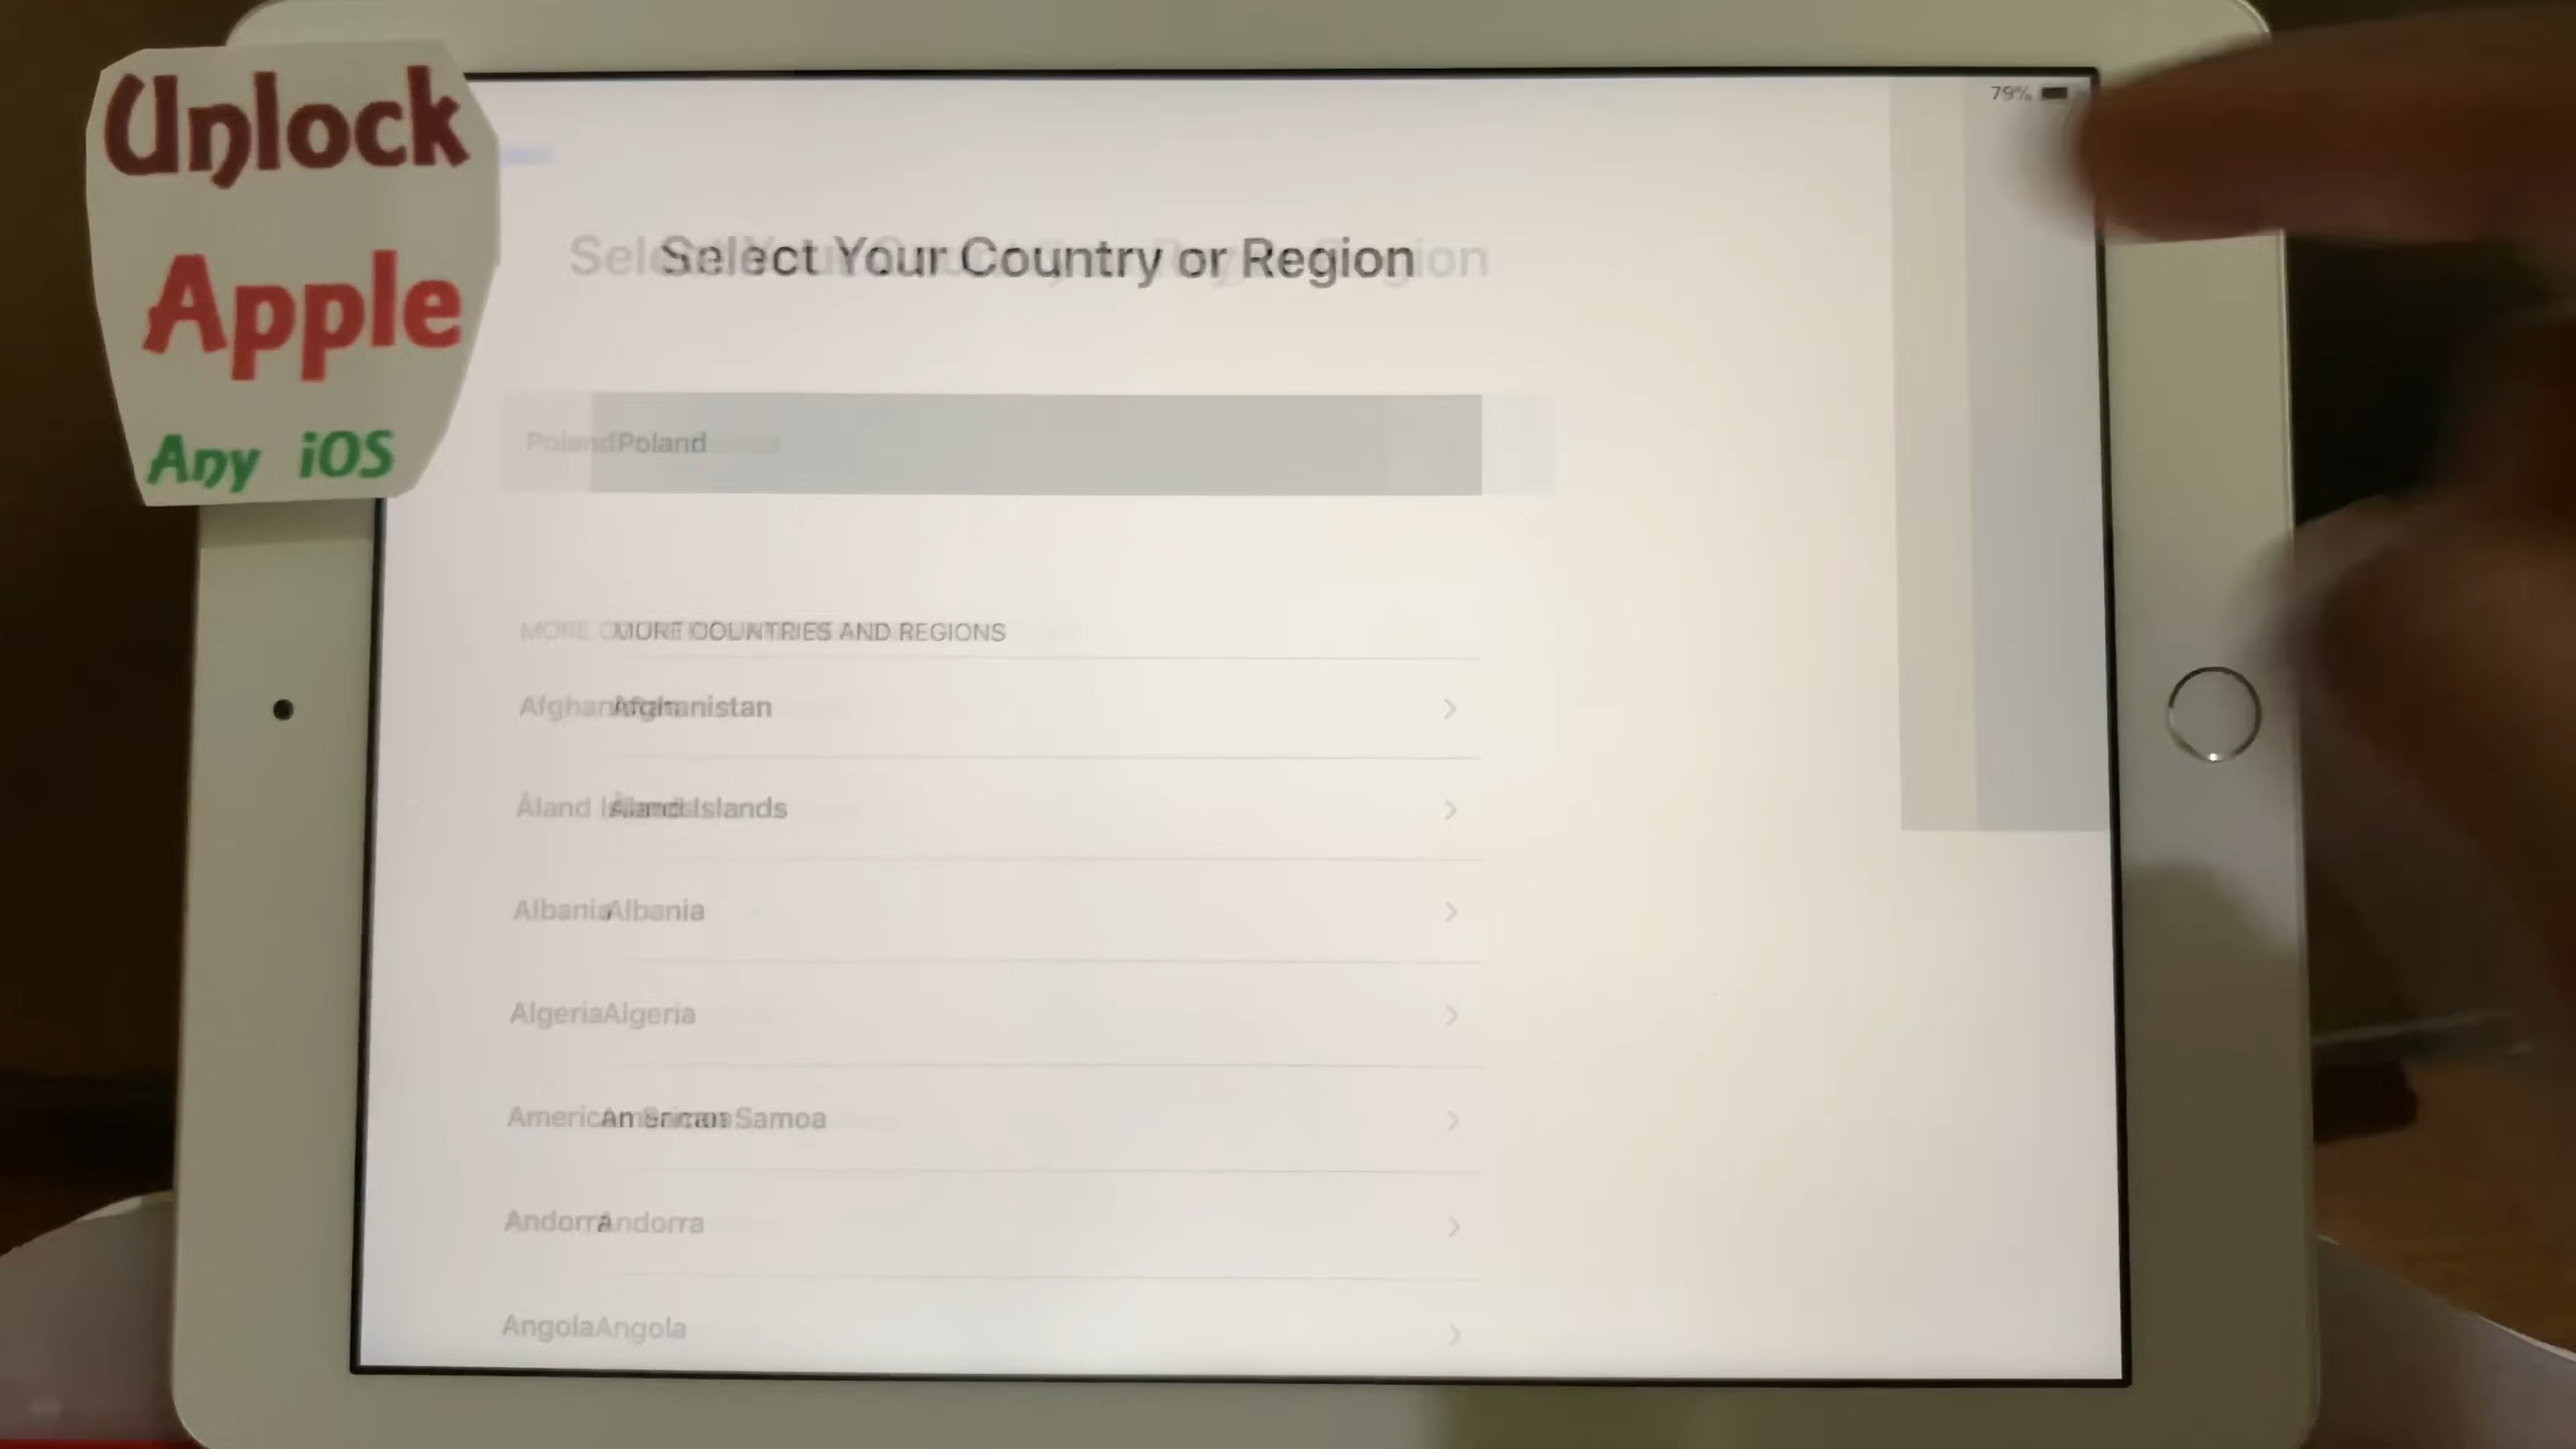 Unlock
Apple
Any iOS
79%
Select Your Country or Region
Poland
MORE COUNTRIES AND REGIONS
Afghanistan
Åland Islands
Albania
Algeria
American Samoa
Andorra
Angola